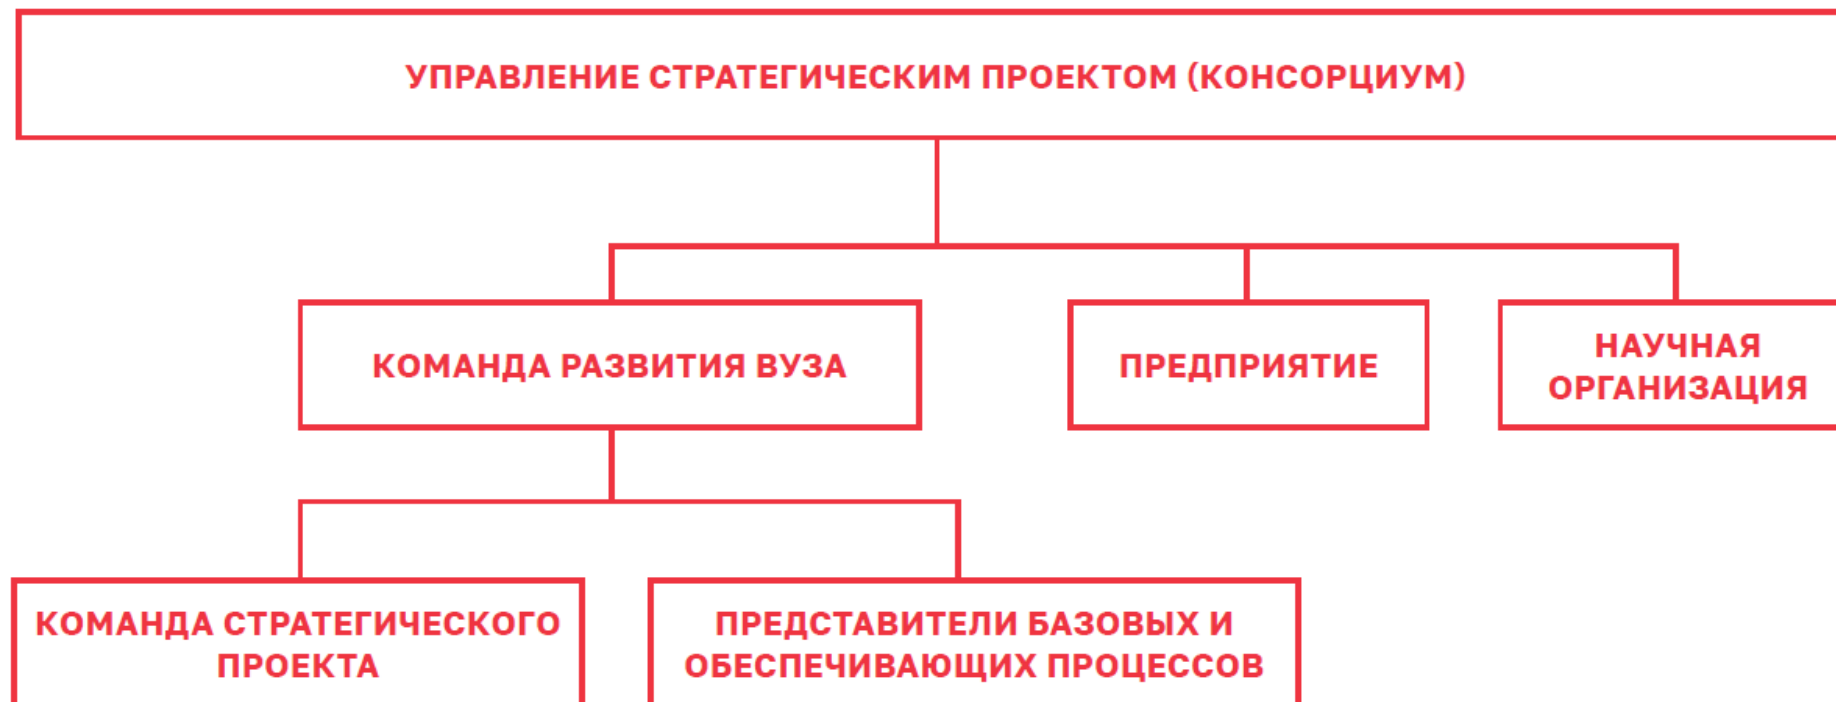 УПРАВЛЕНИЕ СТРАТЕГИЧЕСКИМ ПРОЕКТОМ (КОНСОРЦИУМ)
КОМАНДА РАЗВИТИЯ ВУЗА
ПРЕДПРИЯТИЕ
НАУЧНАЯ
ОРГАНИЗАЦИЯ
КОМАНДА СТРАТЕГИЧЕСКОГО
ПРОЕКТА
ПРЕДСТАВИТЕЛИ БАЗОВЫХ И
ОБЕСПЕЧИВАЮЩИХ ПРОЦЕССОВ